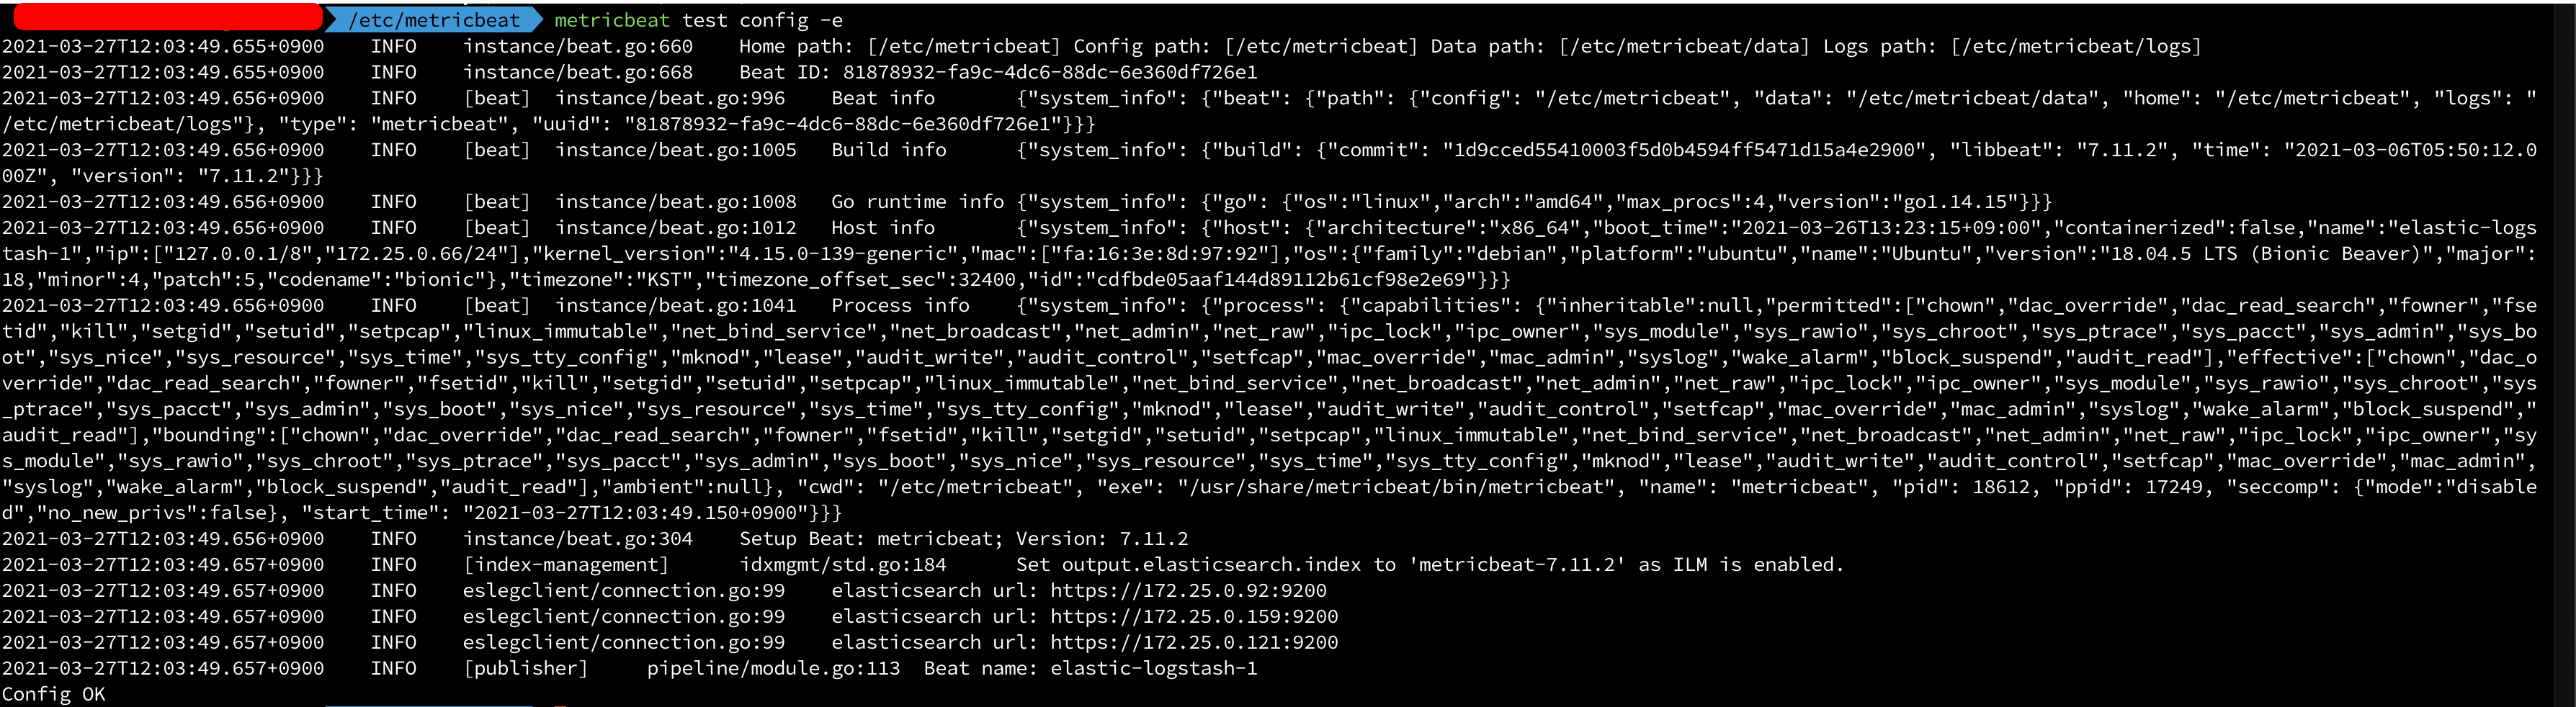 /etc/metricbeat metricbeat test config -e
2021-03-27T12:03:49.655+0900 INFO instance/beat.go:660 Home path: [/etc/metricbeat] Config path: [/etc/metricbeat] Data path: [/etc/metricbeat/data] Logs path: [/etc/metricbeat/logs]
2021-03-27T12:03:49.655+0900 INFO instance/beat.go:668 Beat ID: 81878932-fa9c-4dc6-88dc-6e360df726e1
2021-03-27T12:03:49.656+0900 INFO [beat] instance/beat.go:996 Beat info {"system_info": {"beat": {"path": {"config": "/etc/metricbeat", "data": "/etc/metricbeat/data", "home": "/etc/metricbeat", "logs": "
/etc/metricbeat/logs"}, "type": "metricbeat", "uuid": "81878932-fa9c-4dc6-88dc-6e360df726e1"}}}
2021-03-27T12:03:49.656+0900 INFO [beat] instance/beat.go:1005 Build info {"system_info": {"build": {"commit": "1d9cced55410003f5d0b4594ff5471d15a4e2900", "libbeat": "7.11.2", "time": "2021-03-06T05:50:12.0
00Z", "version": "7.11.2"}}}
2021-03-27T12:03:49.656+0900 INFO [beat] instance/beat.go:1008 Go runtime info {"system_info": {"go": {"os":"linux","arch":"amd64","max_procs":4,"version":"go1.14.15"}}}
2021-03-27T12:03:49.656+0900 INFO [beat] instance/beat.go:1012 Host info {"system_info": {"host": {"architecture":"x86_64","boot_time":"2021-03-26T13:23:15+09:00","containerized":false,"name":"elastic-logs
tash-1","ip":["127.0.0.1/8","172.25.0.66/24"],"kernel_version":"4.15.0-139-generic","mac":["fa:16:3e:8d:97:92"],"os":{"family":"debian","platform":"ubuntu","name":"Ubuntu","version":"18.04.5 LTS (Bionic Beaver)","major":
18,"minor":4,"patch":5,"codename":"bionic"},"timezone":"KST","timezone_offset_sec":32400,"id":"cdfbde05aaf144d89112b61cf98e2e69"}}}
2021-03-27T12:03:49.656+0900 INFO [beat] instance/beat.go:1041 Process info {"system_info": {"process": {"capabilities": {"inheritable":null,"permitted":["chown","dac_override","dac_read_search","fowner","fse
tid","kill","setgid","setuid","setpcap","linux_immutable","net_bind_service","net_broadcast","net_admin","net_raw","ipc_lock","ipc_owner","sys_module","sys_rawio","sys_chroot","sys_ptrace","sys_pacct","sys_admin","sys_bo
ot","sys_nice","sys_resource","sys_time","sys_tty_config","mknod","lease","audit_write","audit_control","setfcap","mac_override","mac_admin","syslog","wake_alarm","block_suspend","audit_read"],"effective":["chown","dac_o
verride","dac_read_search","fowner","fsetid","kill","setgid","setuid","setpcap","linux_immutable","net_bind_service","net_broadcast","net_admin","net_raw","ipc_lock","ipc_owner","sys_module","sys_rawio","sys_chroot","sys
_ptrace","sys_pacct","sys_admin","sys_boot","sys_nice","sys_resource","sys_time","sys_tty_config","mknod","lease","audit_write","audit_control","setfcap","mac_override","mac_admin","syslog","wake_alarm","block_suspend","
audit_read"],"bounding":["chown","dac_override","dac_read_search","fowner","fsetid","kill","setgid","setuid","setpcap","linux_immutable","net_bind_service","net_broadcast","net_admin","net_raw","ipc_lock","ipc_owner","sy
s_module","sys_rawio","sys_chroot","sys_ptrace","sys_pacct","sys_admin","sys_boot","sys_nice","sys_resource","sys_time","sys_tty_config","mknod","lease","audit_write","audit_control","setfcap","mac_override","mac_admin",
"syslog","wake_alarm","block_suspend","audit_read"],"ambient":null}, "cwd": "/etc/metricbeat", "exe": "/usr/share/metricbeat/bin/metricbeat", "name": "metricbeat", "pid": 18612, "ppid": 17249, "seccomp": {"mode":"disable
d","no_new_privs":false}, "start_time": "2021-03-27T12:03:49.150+0900"}}}
2021-03-27T12:03:49.656+0900 INFO instance/beat.go:304 Setup Beat: metricbeat; Version: 7.11.2
2021-03-27T12:03:49.657+0900 INFO [index-management] idxmgmt/std.go:184 Set output.elasticsearch.index to 'metricbeat-7.11.2' as ILM is enabled.
2021-03-27T12:03:49.657+0900 INFO eslegclient/connection.go:99 elasticsearch url: https://172.25.0.92:9200
2021-03-27T12:03:49.657+0900 INFO eslegclient/connection.go:99 elasticsearch url: https://172.25.0.159:9200
2021-03-27T12:03:49.657+0900 INFO eslegclient/connection.go:99 elasticsearch url: https://172.25.0.121:9200
2021-03-27T12:03:49.657+0900 INFO [publisher] pipeline/module.go:113 Beat name: elastic-logstash-1
Config OK